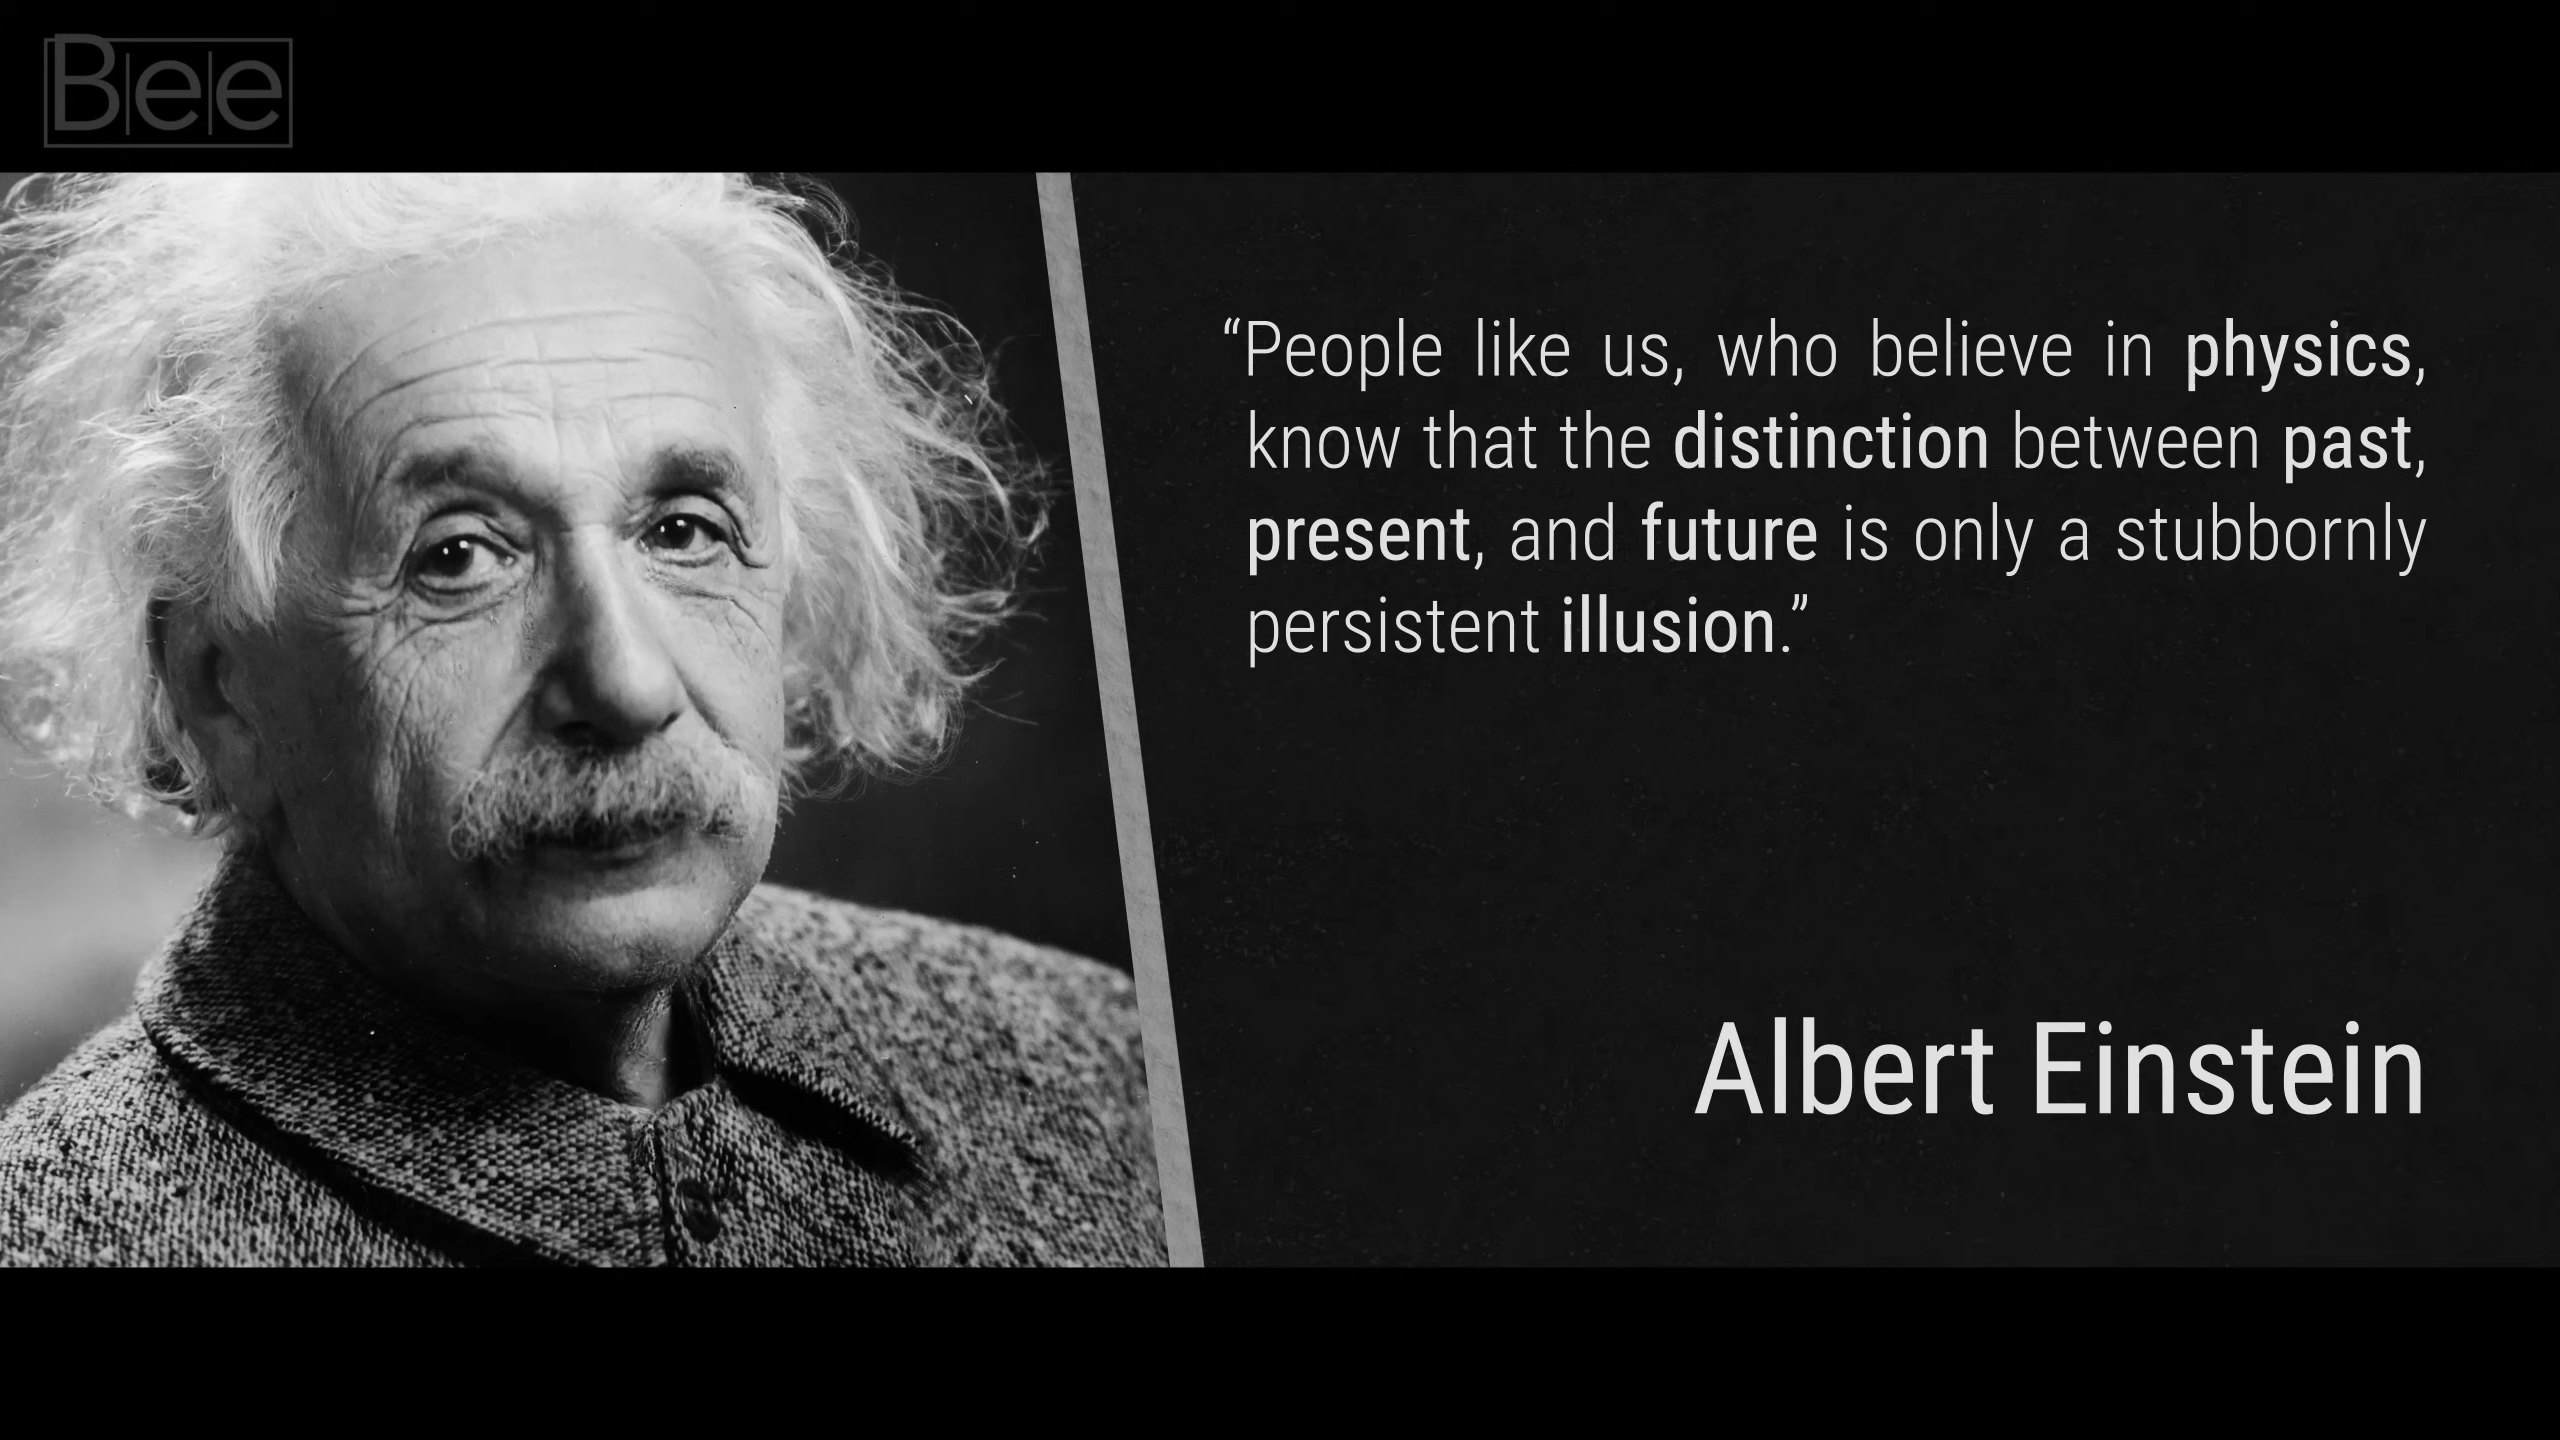 Bee
“People like us, who believe in physics,
know that the distinction between past,
present, and future is only a stubbornly
persistent illusion.”
Albert Einstein